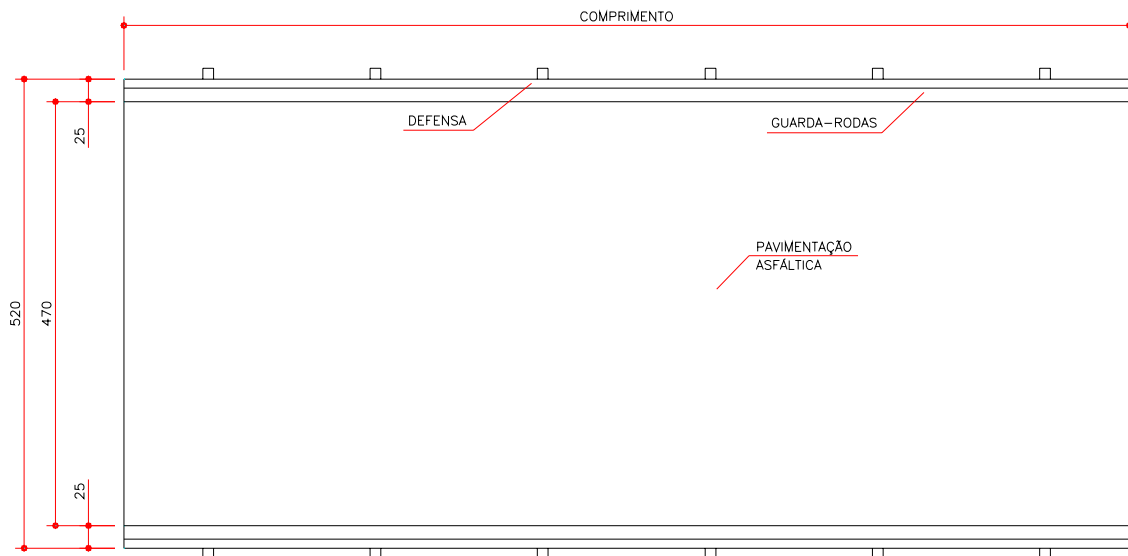 COMPRIMENTO
25
DEFENSA
GUARDA-RODAS
PAVIMENTAÇÃO
ASFÁLTICA
520
470
25